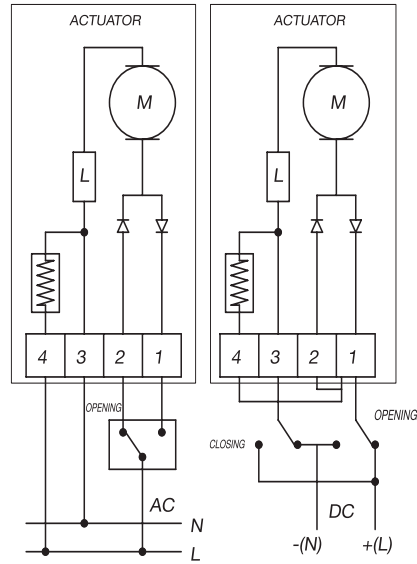 ACTUATOR
M
L
4 3 2 1
OPENING
AC
N
L
ACTUATOR
M
L
4 3 2 1
OPENING
CLOSING
DC
-(N) +(L)